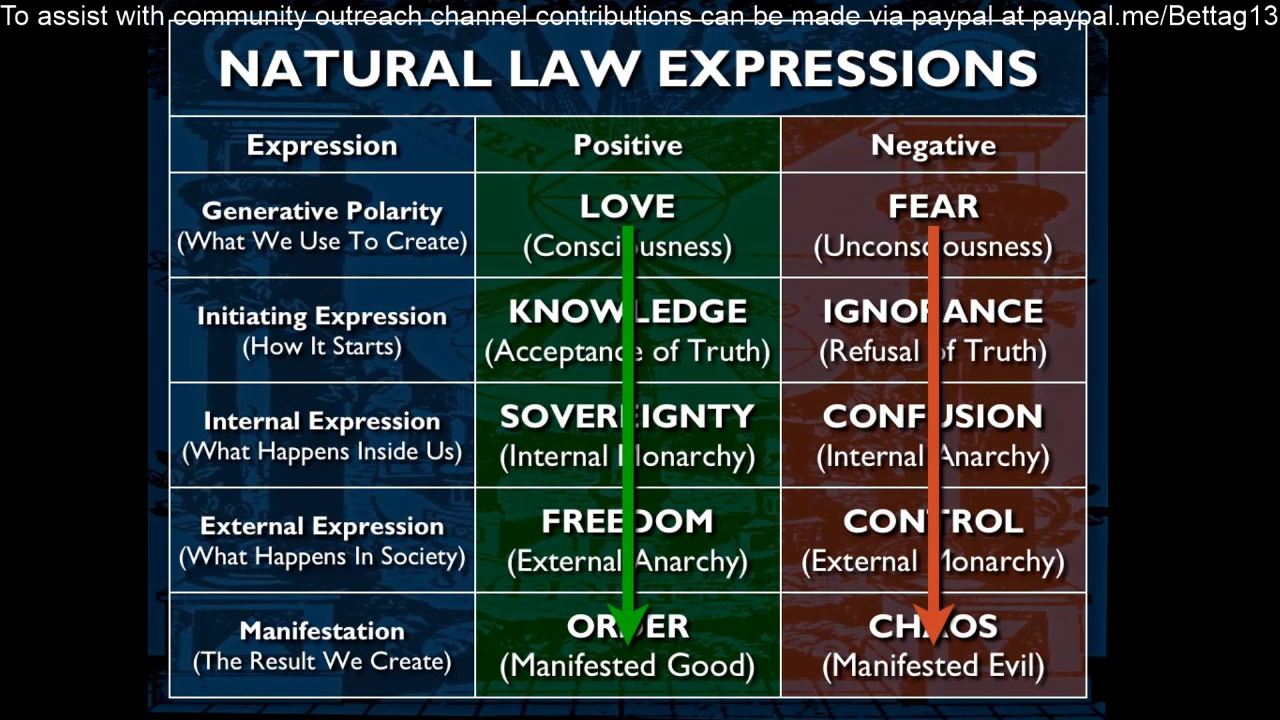 To assist with community outreach channel contributions can be made via paypal at paypal.me/Bettag13
NATURAL LAW EXPRESSIONS
Expression Positive Negative
Generative Polarity LOVE FEAR
(What We Use To Create) (Consciousness) (Unconsciousness)
Initiating Expression KNOWLEDGE IGNORANCE
(How It Starts) (Acceptance of Truth) (Refusal of Truth)
Internal Expression SOVEREIGNTY CONFUSION
(What Happens Inside Us) (Internal Monarchy) (Internal Anarchy)
External Expression FREEDOM CONTROL
(What Happens In Society) (External Anarchy) (External Monarchy)
Manifestation ORDER CHAOS
(The Result We Create) (Manifested Good) (Manifested Evil)